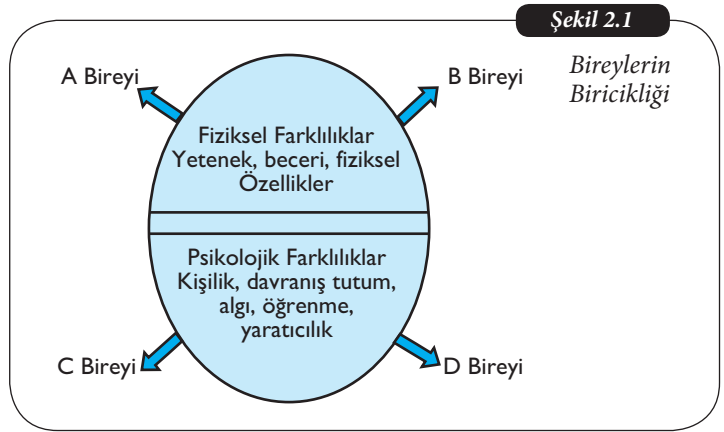 Şekil 2.1
Bireylerin
Biricikliği
A Bireyi
B Bireyi
Fiziksel Farklılıklar
Yetenek, beceri, fiziksel
Özellikler
Psikolojik Farklılıklar
Kişilik, davranış tutum,
algı, öğrenme,
yaratıcılık
C Bireyi
D Bireyi